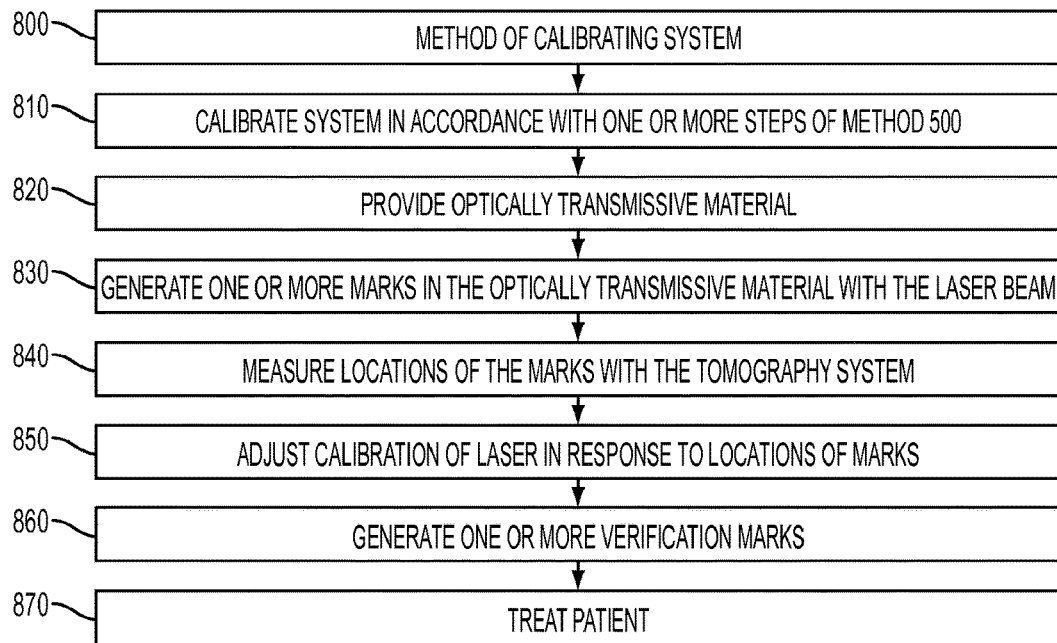 800 METHOD OF CALIBRATING SYSTEM
810 CALIBRATE SYSTEM IN ACCORDANCE WITH ONE OR MORE STEPS OF METHOD 500
820 PROVIDE OPTICALLY TRANSMISSIVE MATERIAL
830 GENERATE ONE OR MORE MARKS IN THE OPTICALLY TRANSMISSIVE MATERIAL WITH THE LASER BEAM
840 MEASURE LOCATIONS OF THE MARKS WITH THE TOMOGRAPHY SYSTEM
850 ADJUST CALIBRATION OF LASER IN RESPONSE TO LOCATIONS OF MARKS
860 GENERATE ONE OR MORE VERIFICATION MARKS
870 TREAT PATIENT